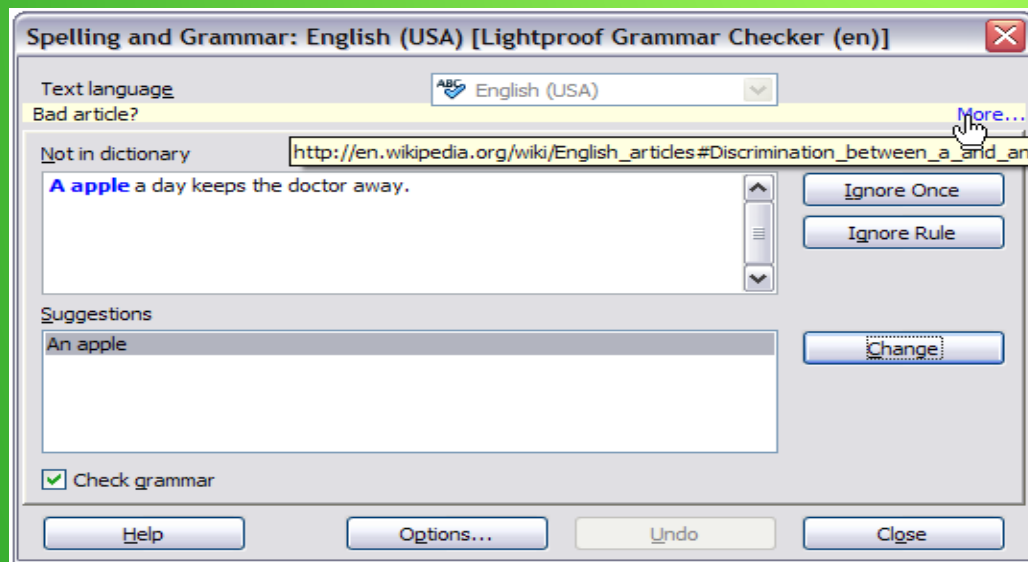 Spelling and Grammar: English (USA) [Lightproof Grammar Checker (en)]
Text language
ABC English (USA)
Bad article?
More...
Not in dictionary
http://en.wikipedia.org/wiki/English_articles#Discrimination_between_a_and_an
A apple a day keeps the doctor away.
Ignore Once
Ignore Rule
Suggestions
An apple
Change
Check grammar
Help
Options...
Undo
Close